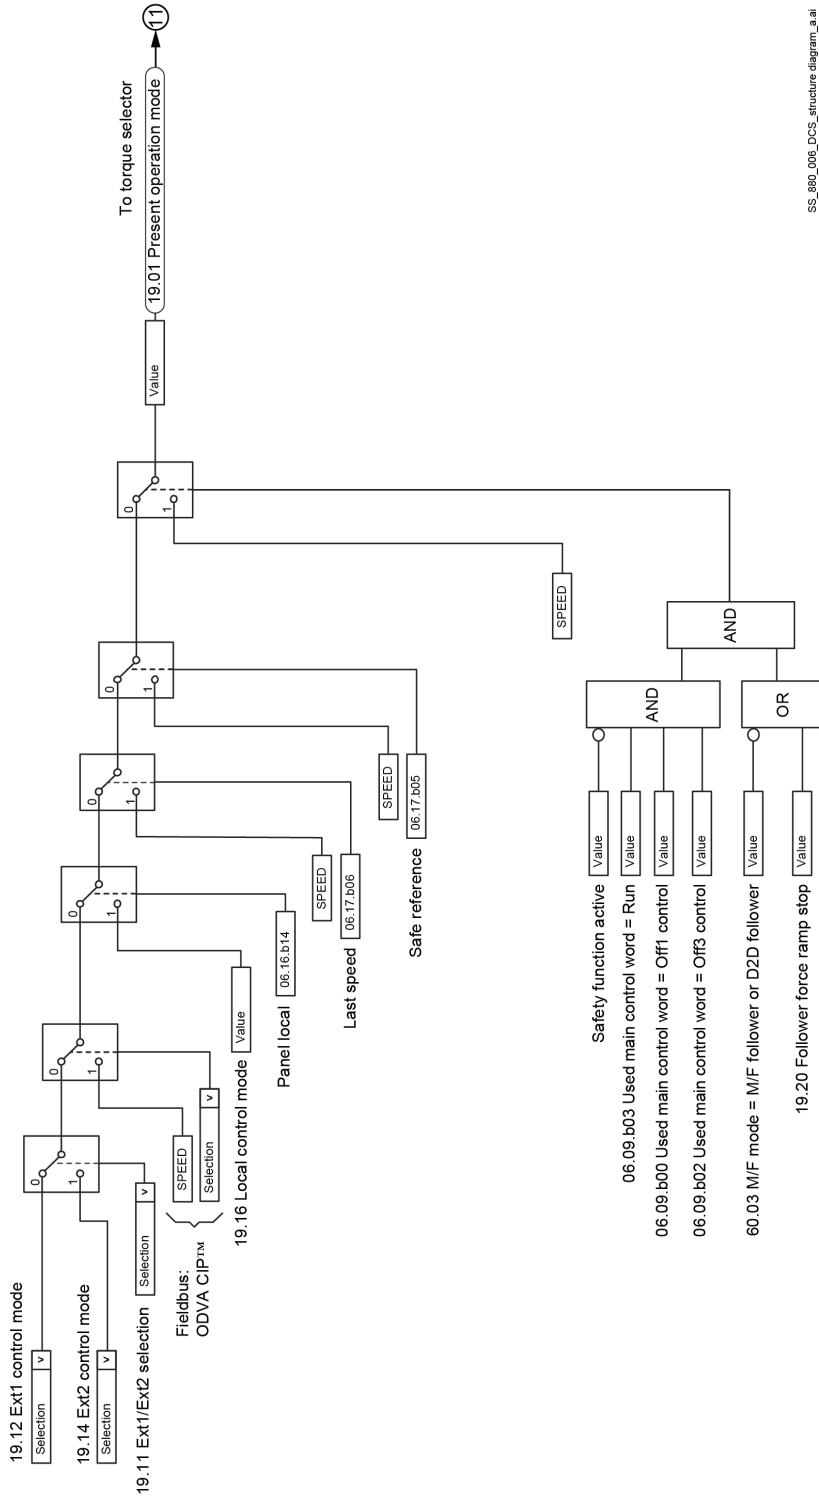 19.12 Ext1 control mode
Selection
v
19.14 Ext2 control mode
Selection
v
19.11 Ext1/Ext2 selection
Selection
v
0
1
Fieldbus:
ODVA CIP™
SPEED
Selection
v
0
1
19.16 Local control mode
Value
Panel local
06.16.b14
0
1
SPEED
Last speed
06.17.b06
0
1
SPEED
Safe reference
06.17.b05
0
1
SPEED
0
1
Value
19.01 Present operation mode
To torque selector
11
Safety function active
Value
06.09.b03 Used main control word = Run
Value
06.09.b00 Used main control word = Off1 control
Value
06.09.b02 Used main control word = Off3 control
Value
AND
60.03 M/F mode = M/F follower or D2D follower
Value
19.20 Follower force ramp stop
Value
OR
AND
SS_880_006_DCS_structure diagram_a.ai